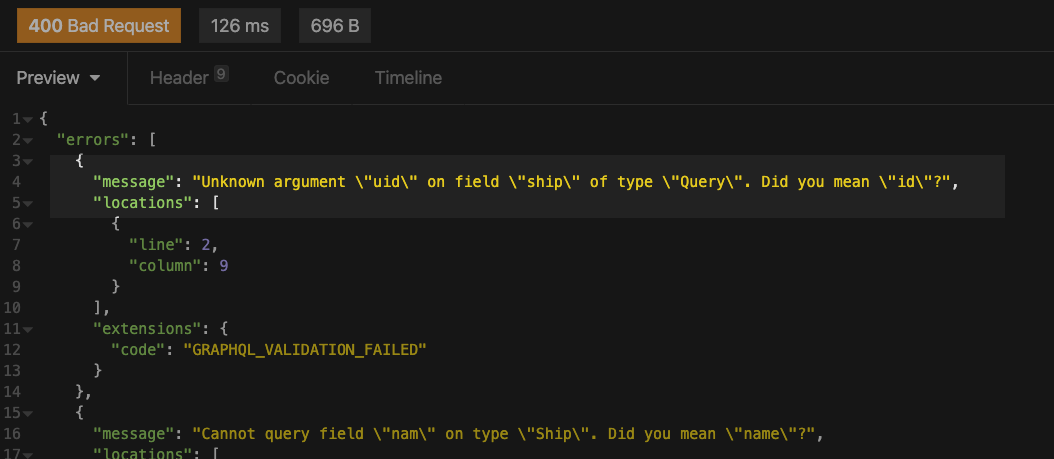 400 Bad Request 126 ms 696 B
Preview Header 9 Cookie Timeline
1 {
2 "errors": [
3 {
4 "message": "Unknown argument \"uid\" on field \"ship\" of type \"Query\". Did you mean \"id\"?",
5 "locations": [
6 {
7 "line": 2,
8 "column": 9
9 }
10 ],
11 "extensions": {
12 "code": "GRAPHQL_VALIDATION_FAILED"
13 }
14 },
15 {
16 "message": "Cannot query field \"nam\" on type \"Ship\". Did you mean \"name\"?",
17 "locations": [